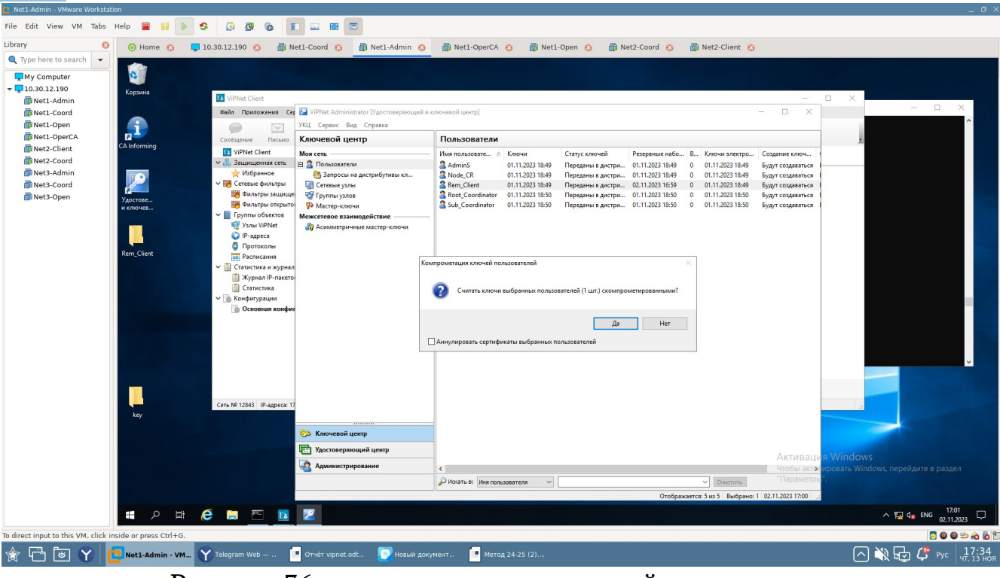 Net1-Admin - VMware Workstation
File Edit View VM Tabs Help
Library
Home 10.30.12.190 Net1-Coord Net1-Admin Net1-OperCA Net1-Open Net2-Coord Net2-Client
Type here to search
My Computer
10.30.12.190
Net1-Admin
Net1-Coord
Net1-Open
Net1-OperCA
Net2-Client
Net2-Coord
Net3-Admin
Net3-Coord
Net3-Open
Корзина
CA Informing
Удостове...
и ключев...
Rem_Client
key
ViPNet Client
Файл Приложения
Сообщение Письмо
ViPNet Client
Защищенная сеть
Избранное
Сетевые фильтры
Фильтры защище
Фильтры открыто
Группы объектов
Узлы ViPNet
IP-адреса
Протоколы
Расписания
Статистика и журнал
Журнал IP-пакето
Статистика
Конфигурации
Основная конфиг
Сеть № 12843 IP-адреса: 17
ViPNet Administrator [Удостоверяющий и ключевой центр]
УКЦ Сервис Вид Справка
Ключевой центр
Моя сеть
Пользователи
Запросы на дистрибутивы кл...
Сетевые узлы
Группы узлов
Мастер-ключи
Межсетевое взаимодействие
Асимметричные мастер-ключи
Ключевой центр
Удостоверяющий центр
Администрирование
Пользователи
Имя пользовате... Ключи Статус ключей Резервные набо... В... Ключи электро... Создание ключ...
AdminS 01.11.2023 18:49 Переданы в дистри... 01.11.2023 18:49 0 01.11.2023 18:49 Будут создаваться
Node_CR 01.11.2023 18:49 Переданы в дистри... 01.11.2023 18:49 0 01.11.2023 18:49 Будут создаваться
Rem_Client 01.11.2023 18:49 Переданы в дистри... 02.11.2023 16:59 0 01.11.2023 18:49 Будут создаваться
Root_Coordinator 01.11.2023 18:50 Переданы в дистри... 01.11.2023 18:50 0 01.11.2023 18:50 Будут создаваться
Sub_Coordinator 01.11.2023 18:50 Переданы в дистри... 01.11.2023 18:50 0 01.11.2023 18:50 Будут создаваться
Компрометация ключей пользователей
Считать ключи выбранных пользователей (1 шт.) скомпрометированными?
Да Нет
Аннулировать сертификаты выбранных пользователей
Искать в: Имя пользователя Очистить
Отображается: 5 из 5 Выбрано: 1 02.11.2023 17:00
Активация Windows
Чтобы активировать Windows, перейдите в раздел
"Параметры".
ENG 17:01
02.11.2023
To direct input to this VM, click inside or press Ctrl+G.
Net1-Admin - VM... Telegram Web — ... Отчёт vipnet.odt... Новый документ... Метод 24-25 (2)....
Рус 17:34
ЧТ, 13 НОЯ